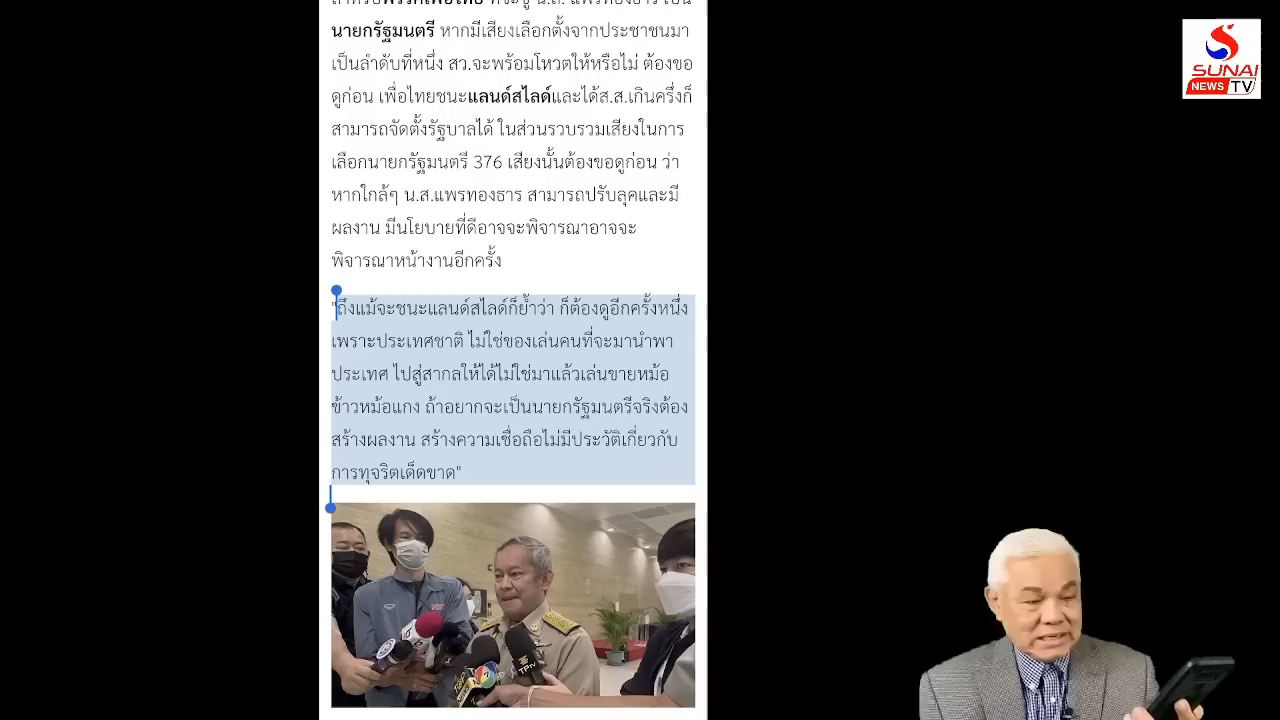 นายกรัฐมนตรี หากมีเสียงเลือกตั้งจากประชาชนมา
เป็นลำดับที่หนึ่ง สว.จะพร้อมโหวตให้หรือไม่ ต้องขอ
ดูก่อน เพื่อไทยชนะแลนด์สไลด์และได้ส.ส.เกินครึ่งก็
สามารถจัดตั้งรัฐบาลได้ ในส่วนรวบรวมเสียงในการ
เลือกนายกรัฐมนตรี 376 เสียงนั้นต้องขอดูก่อน ว่า
หากใกล้ๆ น.ส.แพรทองธาร สามารถปรับลุคและมี
ผลงาน มีนโยบายที่ดีอาจจะพิจารณาอาจจะ
พิจารณาหน้างานอีกครั้ง
"ถึงแม้จะชนะแลนด์สไลด์ก็ย้ำว่า ก็ต้องดูอีกครั้งหนึ่ง
เพราะประเทศชาติ ไม่ใช่ของเล่นคนที่จะมานำพา
ประเทศ ไปสู่สากลให้ได้ไม่ใช่มาแล้วเล่นขายหม้อ
ข้าวหม้อแกง ถ้าอยากจะเป็นนายกรัฐมนตรีจริงต้อง
สร้างผลงาน สร้างความเชื่อถือไม่มีประวัติเกี่ยวกับ
การทุจริตเด็ดขาด"
SUNAI
NEWS TV